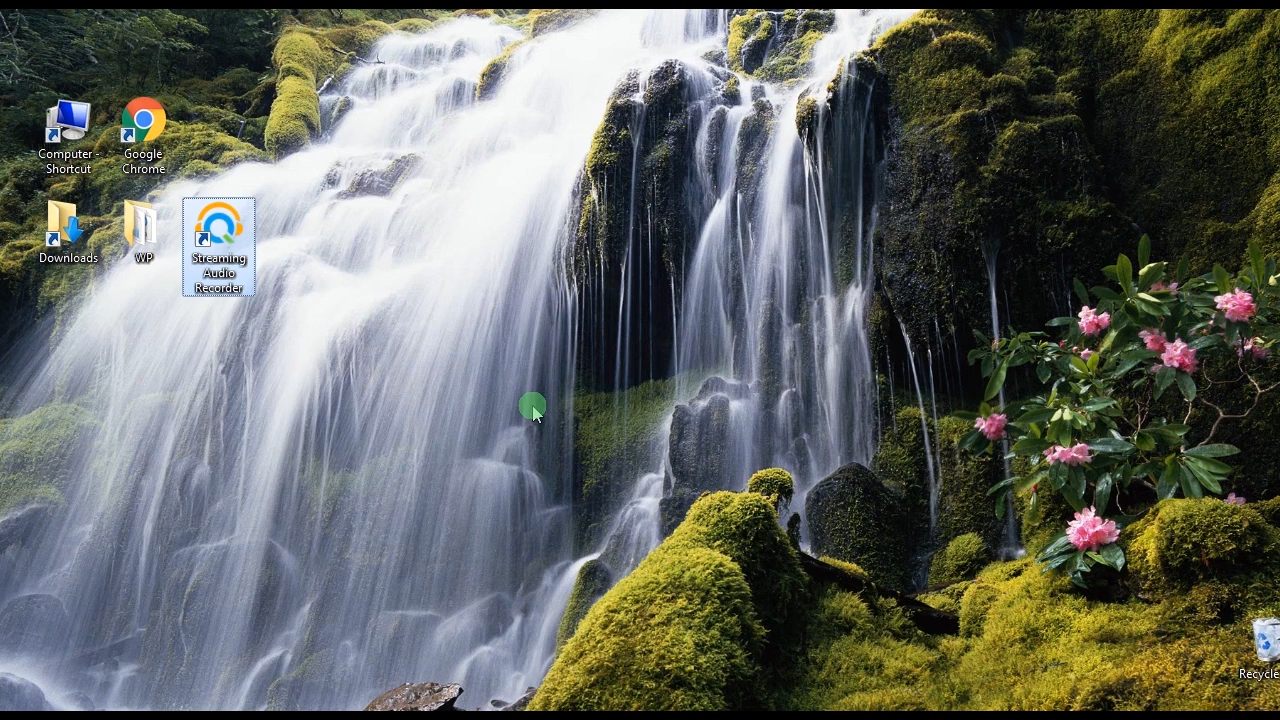 Computer -
Shortcut
Google
Chrome
Downloads
WP
Streaming
Audio
Recorder
Recycle